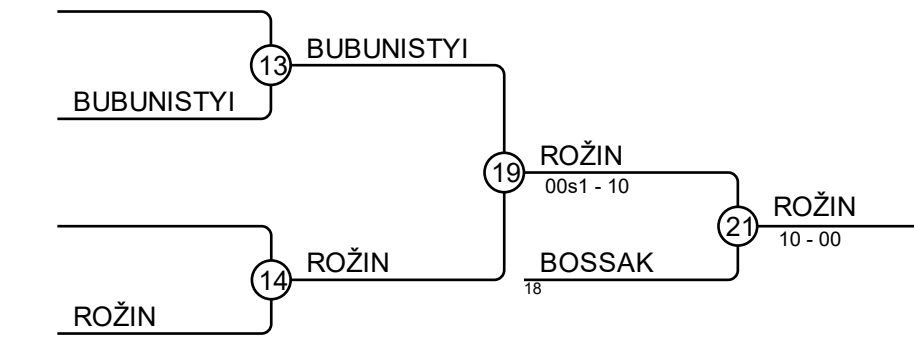 BUBUNISTYI
13
BUBUNISTYI
ROŽIN
19
00s1 - 10
ROŽIN
21
10 - 00
ROŽIN
14
BOSSAK
18
ROŽIN